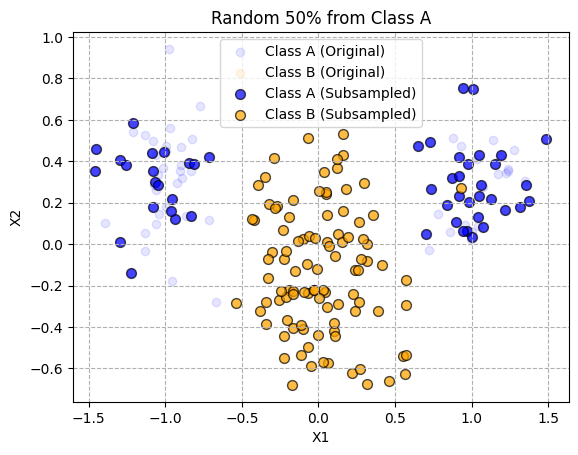 Random 50% from Class A
Class A (Original)
Class B (Original)
Class A (Subsampled)
Class B (Subsampled)
X2
1.0
0.8
0.6
0.4
0.2
0.0
−0.2
−0.4
−0.6
−1.5 −1.0 −0.5 0.0 0.5 1.0 1.5
X1